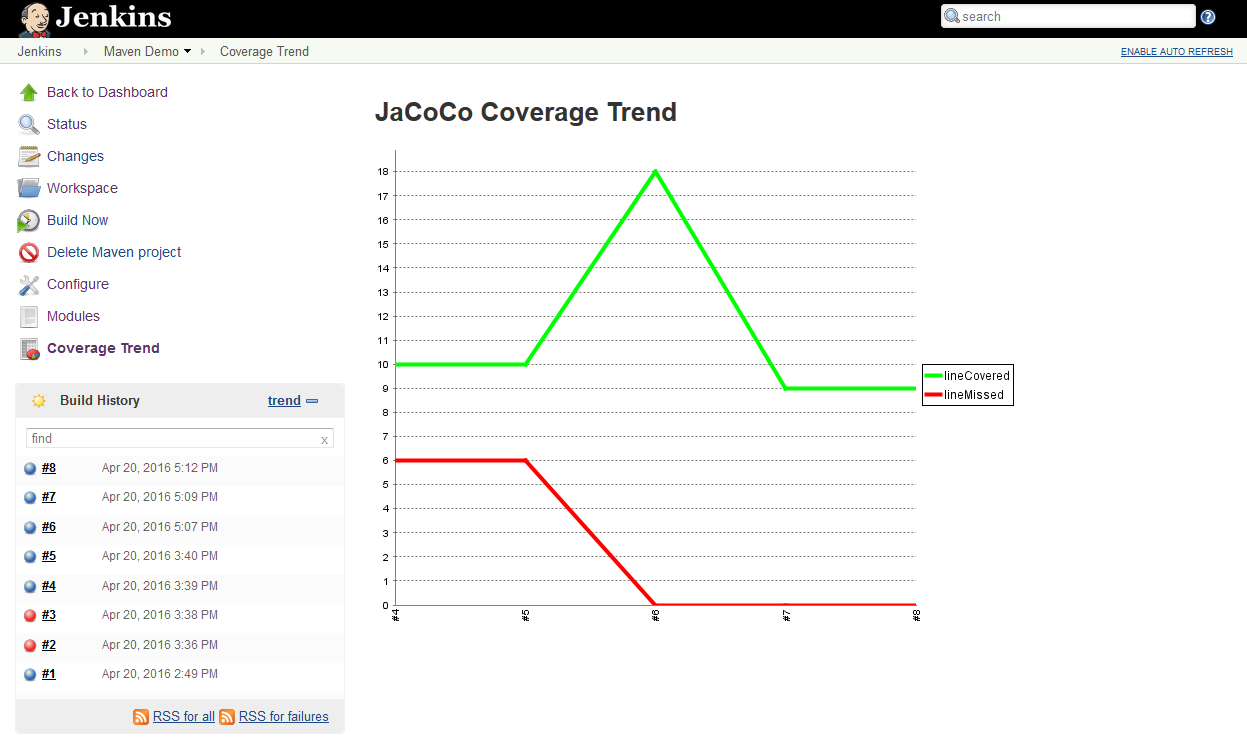 Jenkins
search
?
Jenkins Maven Demo Coverage Trend
ENABLE AUTO REFRESH
Back to Dashboard
Status
Changes
Workspace
Build Now
Delete Maven project
Configure
Modules
Coverage Trend
Build History trend
find x
#8 Apr 20, 2016 5:12 PM
#7 Apr 20, 2016 5:09 PM
#6 Apr 20, 2016 5:07 PM
#5 Apr 20, 2016 3:40 PM
#4 Apr 20, 2016 3:39 PM
#3 Apr 20, 2016 3:38 PM
#2 Apr 20, 2016 3:36 PM
#1 Apr 20, 2016 2:49 PM
RSS for all RSS for failures
JaCoCo Coverage Trend
18
17
16
15
14
13
12
11
10
9
8
7
6
5
4
3
2
1
0
#4 #5 #6 #7 #8
lineCovered
lineMissed